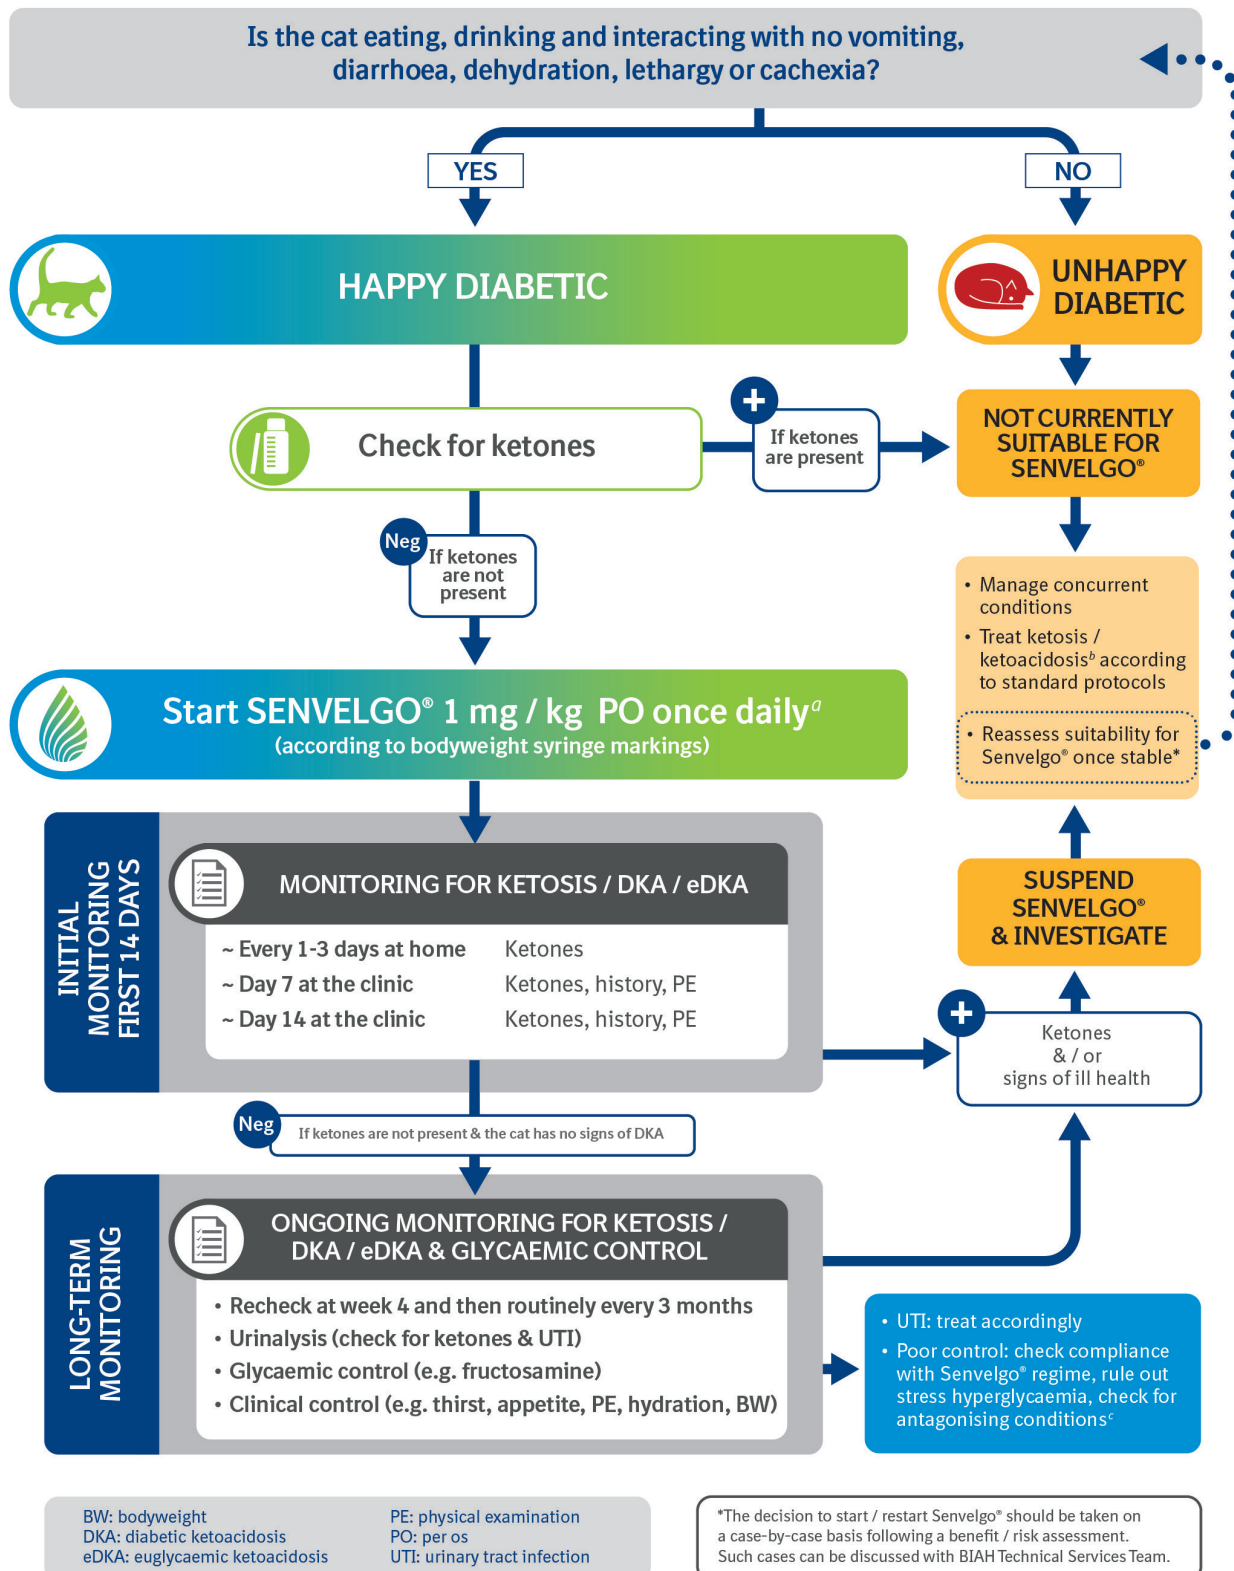 Is the cat eating, drinking and interacting with no vomiting,
diarrhoea, dehydration, lethargy or cachexia?
YES
NO
HAPPY DIABETIC
UNHAPPY
DIABETIC
Check for ketones
+
If ketones
are present
NOT CURRENTLY
SUITABLE FOR
SENVELGO®
Neg
If ketones
are not
present
• Manage concurrent
conditions
• Treat ketosis /
ketoacidosisᵇ according
to standard protocols
• Reassess suitability for
Senvelgo® once stable*
Start SENVELGO® 1 mg / kg PO once dailyᵃ
(according to bodyweight syringe markings)
INITIAL
MONITORING
FIRST 14 DAYS
MONITORING FOR KETOSIS / DKA / eDKA
~ Every 1-3 days at home Ketones
~ Day 7 at the clinic Ketones, history, PE
~ Day 14 at the clinic Ketones, history, PE
SUSPEND
SENVELGO®
& INVESTIGATE
+
Ketones
& / or
signs of ill health
Neg
If ketones are not present & the cat has no signs of DKA
LONG-TERM
MONITORING
ONGOING MONITORING FOR KETOSIS /
DKA / eDKA & GLYCAEMIC CONTROL
• Recheck at week 4 and then routinely every 3 months
• Urinalysis (check for ketones & UTI)
• Glycaemic control (e.g. fructosamine)
• Clinical control (e.g. thirst, appetite, PE, hydration, BW)
• UTI: treat accordingly
• Poor control: check compliance
with Senvelgo® regime, rule out
stress hyperglycaemia, check for
antagonising conditionsᶜ
BW: bodyweight
DKA: diabetic ketoacidosis
eDKA: euglycaemic ketoacidosis
PE: physical examination
PO: per os
UTI: urinary tract infection
*The decision to start / restart Senvelgo® should be taken on
a case-by-case basis following a benefit / risk assessment.
Such cases can be discussed with BIAH Technical Services Team.